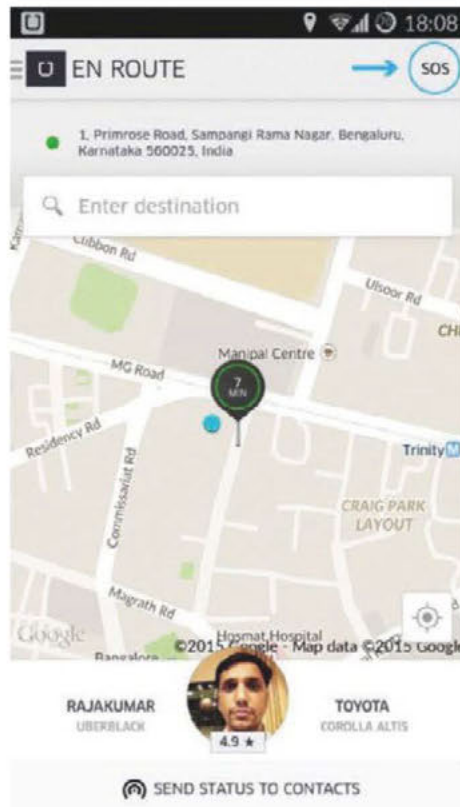 18:08
EN ROUTE
SOS
1, Primrose Road, Sampangi Rama Nagar, Bengaluru,
Karnataka 560025, India
Enter destination
Cubbon Rd
Ulsoor Rd
Manipal Centre
MG Road
7
MIN
Residency Rd
Trinity
Commissariat Rd
CRAIG PARK
LAYOUT
Magrath Rd
Google
Hosmat Hospital
©2015 Google - Map data ©2015 Google
Bangalore
RAJAKUMAR
UBERBLACK
TOYOTA
COROLLA ALTIS
4.9 ★
SEND STATUS TO CONTACTS